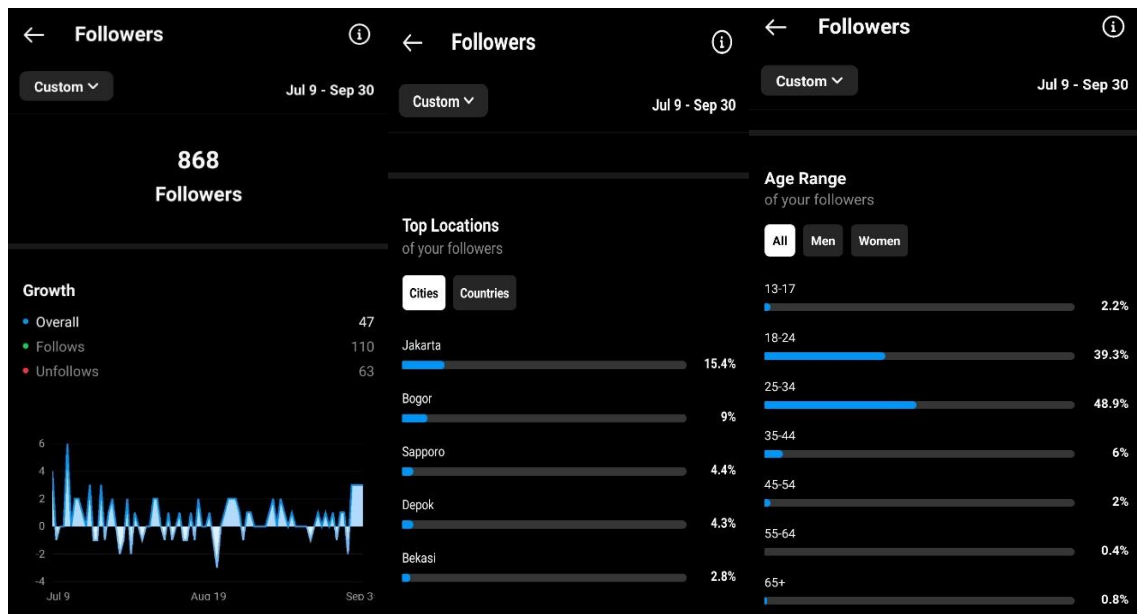 Followers
Custom
Jul 9 - Sep 30
868
Followers
Growth
Overall 47
Follows 110
Unfollows 63
6
4
2
0
-2
-4
Jul 9 Aug 19 Sep 3
Followers
Custom
Jul 9 - Sep 30
Top Locations
of your followers
Cities Countries
Jakarta
15.4%
Bogor
9%
Sapporo
4.4%
Depok
4.3%
Bekasi
2.8%
Followers
Custom
Jul 9 - Sep 30
Age Range
of your followers
All Men Women
13-17
2.2%
18-24
39.3%
25-34
48.9%
35-44
6%
45-54
2%
55-64
0.4%
65+
0.8%